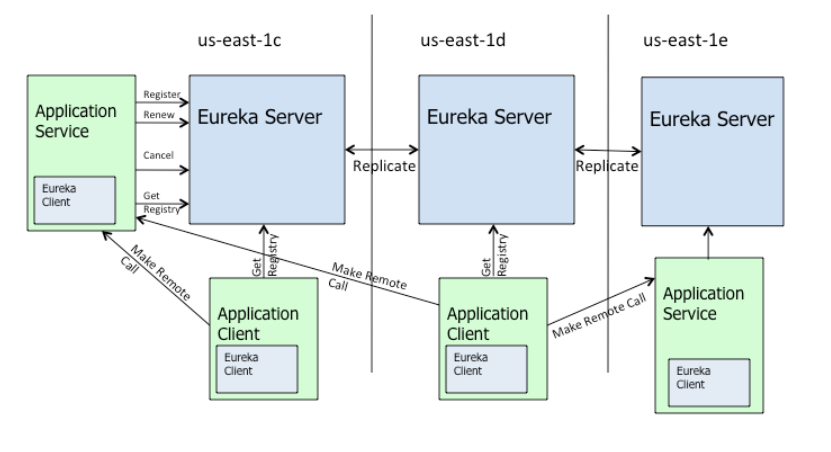 us-east-1c
us-east-1d
us-east-1e
Application
Service
Eureka
Client
Register
Renew
Cancel
Get
Registry
Eureka Server
Replicate
Eureka Server
Replicate
Eureka Server
Make Remote
Call
Get
Registry
Make Remote
Call
Get
Registry
Make Remote Call
Application
Client
Eureka
Client
Application
Client
Eureka
Client
Application
Service
Eureka
Client